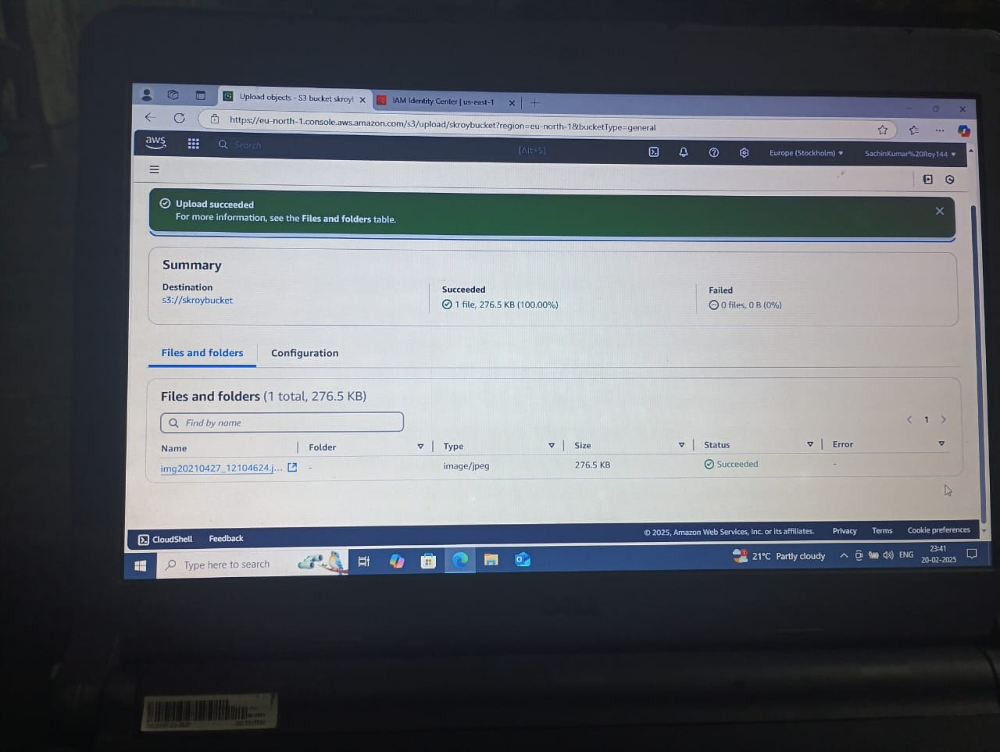 Upload objects - S3 bucket skroyb
IAM Identity Center | us-east-1
https://eu-north-1.console.aws.amazon.com/s3/upload/skroybucket?region=eu-north-1&bucketType=general
aws
Search
[Alt+S]
Europe (Stockholm)
SachinKumar%20Roy144
Upload succeeded
For more information, see the Files and folders table.
Summary
Destination
s3://skroybucket
Succeeded
1 file, 276.5 KB (100.00%)
Failed
0 files, 0 B (0%)
Files and folders
Configuration
Files and folders (1 total, 276.5 KB)
Find by name
1
Name Folder Type Size Status Error
img20210427_12104624.j... - image/jpeg 276.5 KB Succeeded -
CloudShell Feedback © 2025, Amazon Web Services, Inc. or its affiliates. Privacy Terms Cookie preferences
Type here to search
21°C Partly cloudy
ENG
23:41
20-02-2025